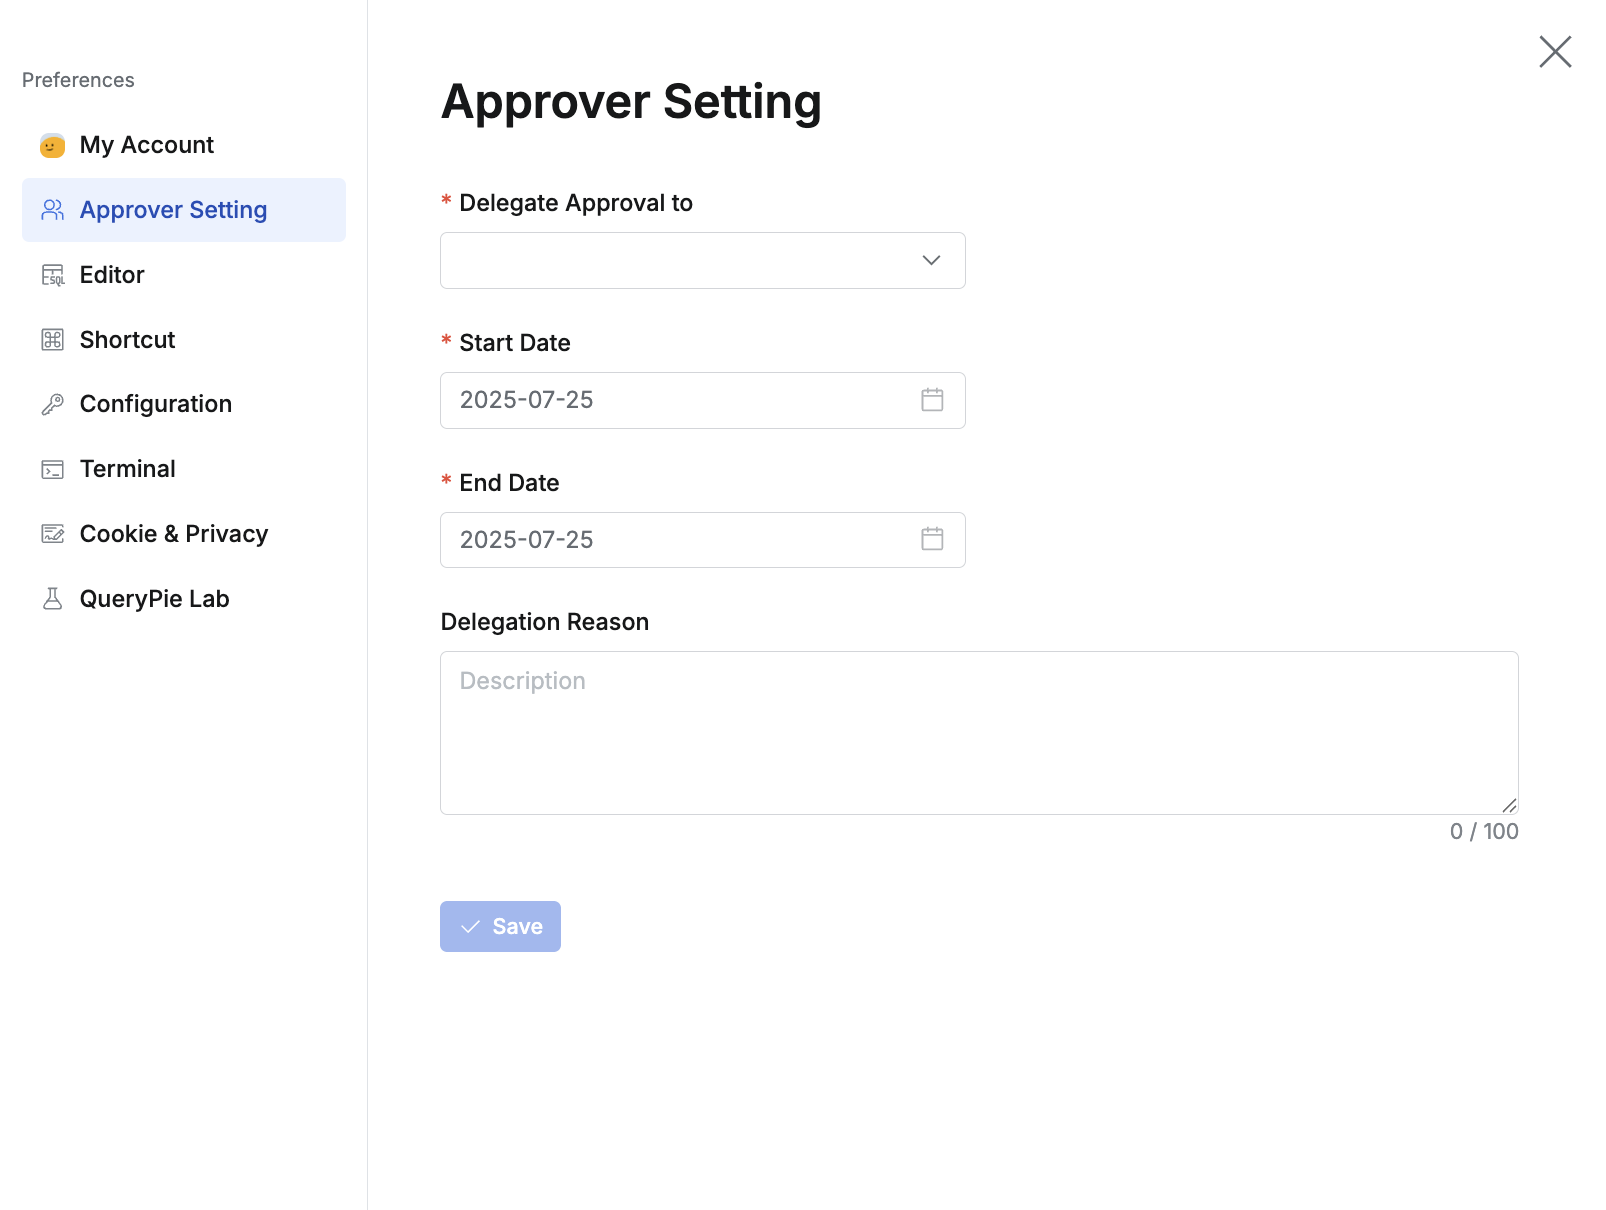 Preferences
My Account
Approver Setting
Editor
Shortcut
Configuration
Terminal
Cookie & Privacy
QueryPie Lab
Approver Setting
* Delegate Approval to
* Start Date
2025-07-25
* End Date
2025-07-25
Delegation Reason
Description
0 / 100
Save